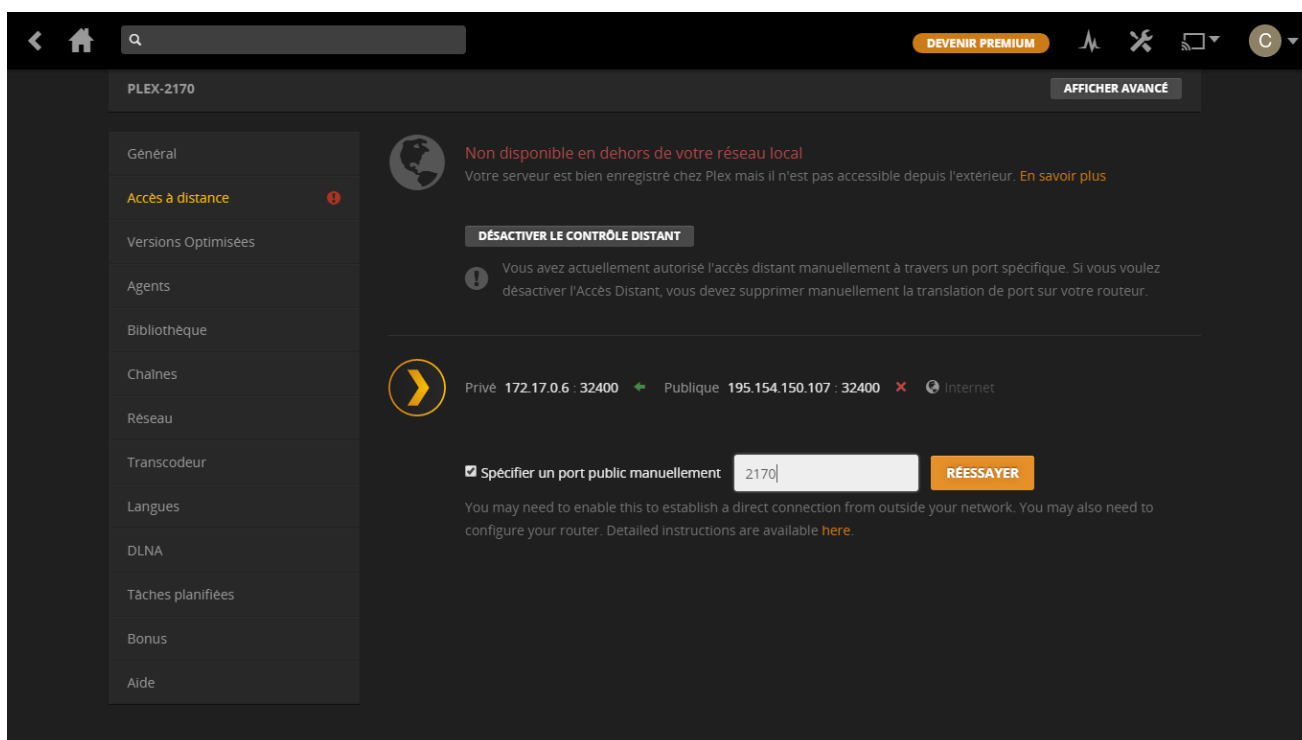 DEVENIR PREMIUM
C
PLEX-2170
AFFICHER AVANCÉ
Général
Accès à distance
Versions Optimisées
Agents
Bibliothèque
Chaînes
Réseau
Transcodeur
Langues
DLNA
Tâches planifiées
Bonus
Aide
Non disponible en dehors de votre réseau local
Votre serveur est bien enregistré chez Plex mais il n'est pas accessible depuis l'extérieur. En savoir plus
DÉSACTIVER LE CONTRÔLE DISTANT
Vous avez actuellement autorisé l'accès distant manuellement à travers un port spécifique. Si vous voulez
désactiver l'Accès Distant, vous devez supprimer manuellement la translation de port sur votre routeur.
Privé 172.17.0.6 : 32400 Publique 195.154.150.107 : 32400 Internet
Spécifier un port public manuellement 2170 RÉESSAYER
You may need to enable this to establish a direct connection from outside your network. You may also need to
configure your router. Detailed instructions are available here.